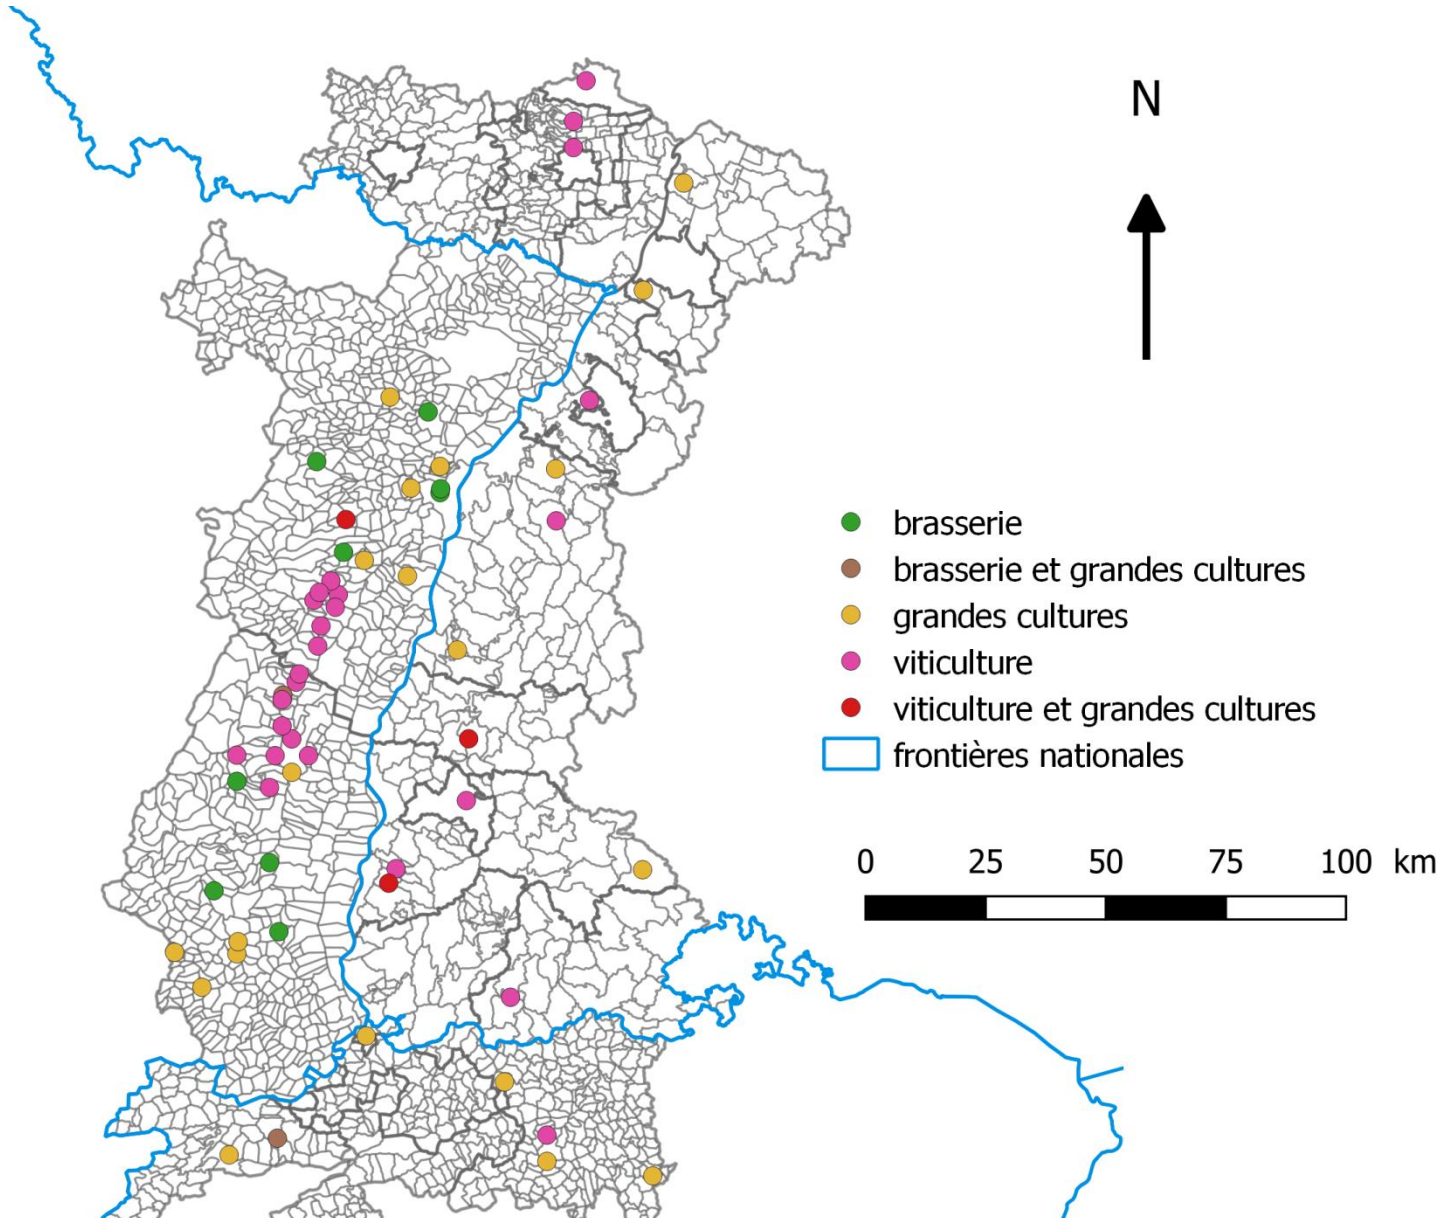 N
brasserie
brasserie et grandes cultures
grandes cultures
viticulture
viticulture et grandes cultures
frontières nationales
0 25 50 75 100 km